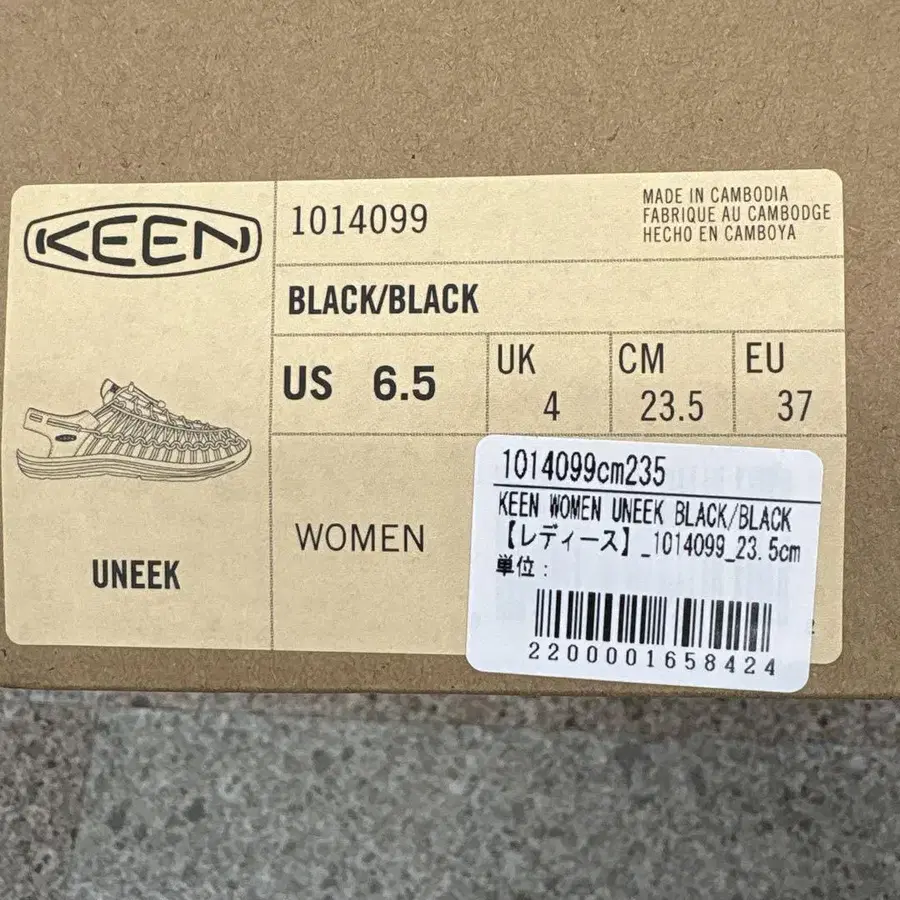 KEEN
1014099
MADE IN CAMBODIA
FABRIQUE AU CAMBODGE
HECHO EN CAMBOYA
BLACK/BLACK
US 6.5
UK
4
CM
23.5
EU
37
WOMEN
UNEEK
1014099cm235
KEEN WOMEN UNEEK BLACK/BLACK
【レディース】_1014099_23.5cm
単位:
2200001658424